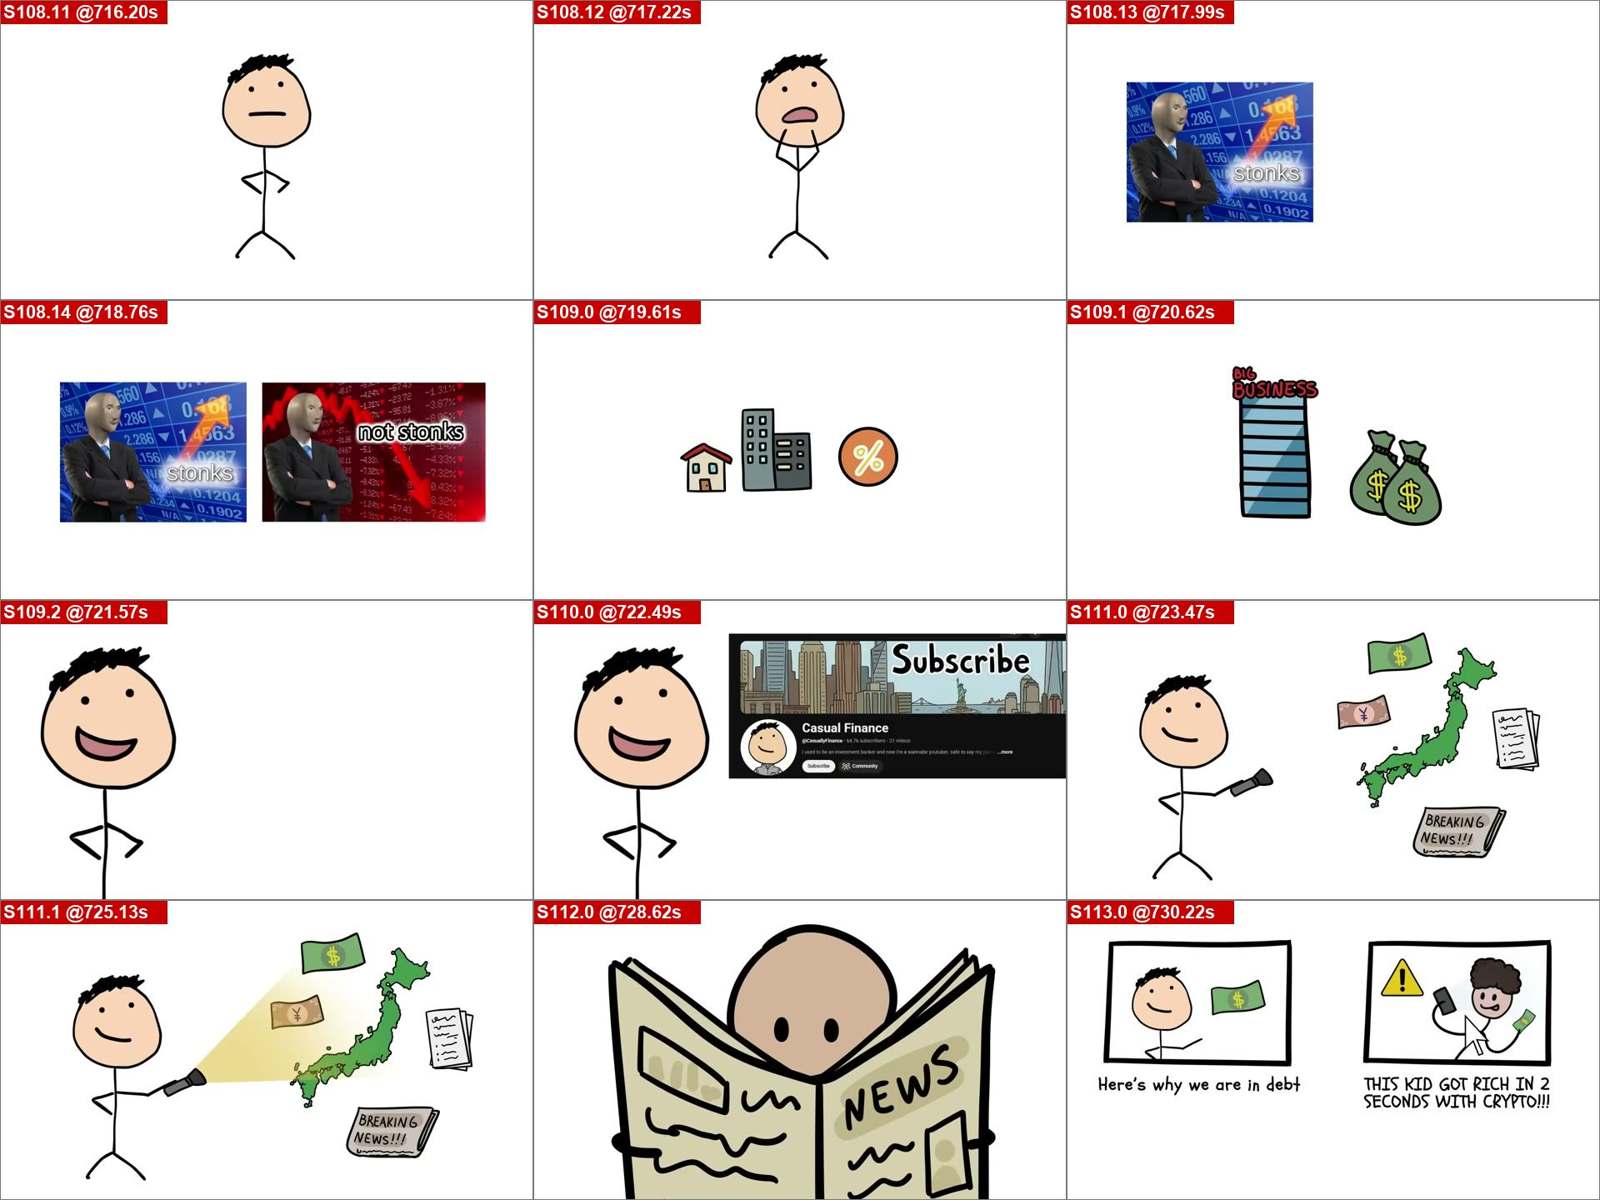 S108.11 @716.20s
S108.12 @717.22s
S108.13 @717.99s
stonks
S108.14 @718.76s
stonks
not stonks
S109.0 @719.61s
%
S109.1 @720.62s
BIG
BUSINESS
$ $
S109.2 @721.57s
S110.0 @722.49s
Subscribe
Casual Finance
Subscribe
Community
...more
S111.0 @723.47s
$
¥
BREAKING
NEWS!!!
S111.1 @725.13s
$
¥
BREAKING
NEWS!!!
S112.0 @728.62s
NEWS
S113.0 @730.22s
$
!
Here's why we are in debt
THIS KID GOT RICH IN 2
SECONDS WITH CRYPTO!!!